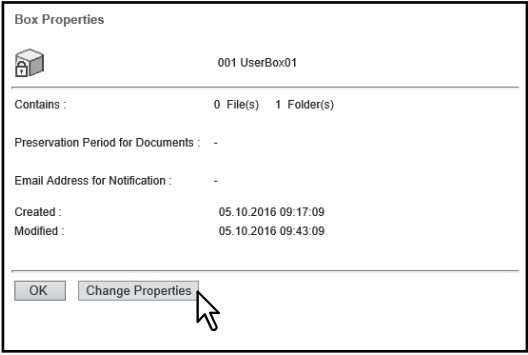 Box Properties
001 UserBox01
Contains : 0 File(s) 1 Folder(s)
Preservation Period for Documents : -
Email Address for Notification : -
Created : 05.10.2016 09:17:09
Modified : 05.10.2016 09:43:09
OK Change Properties